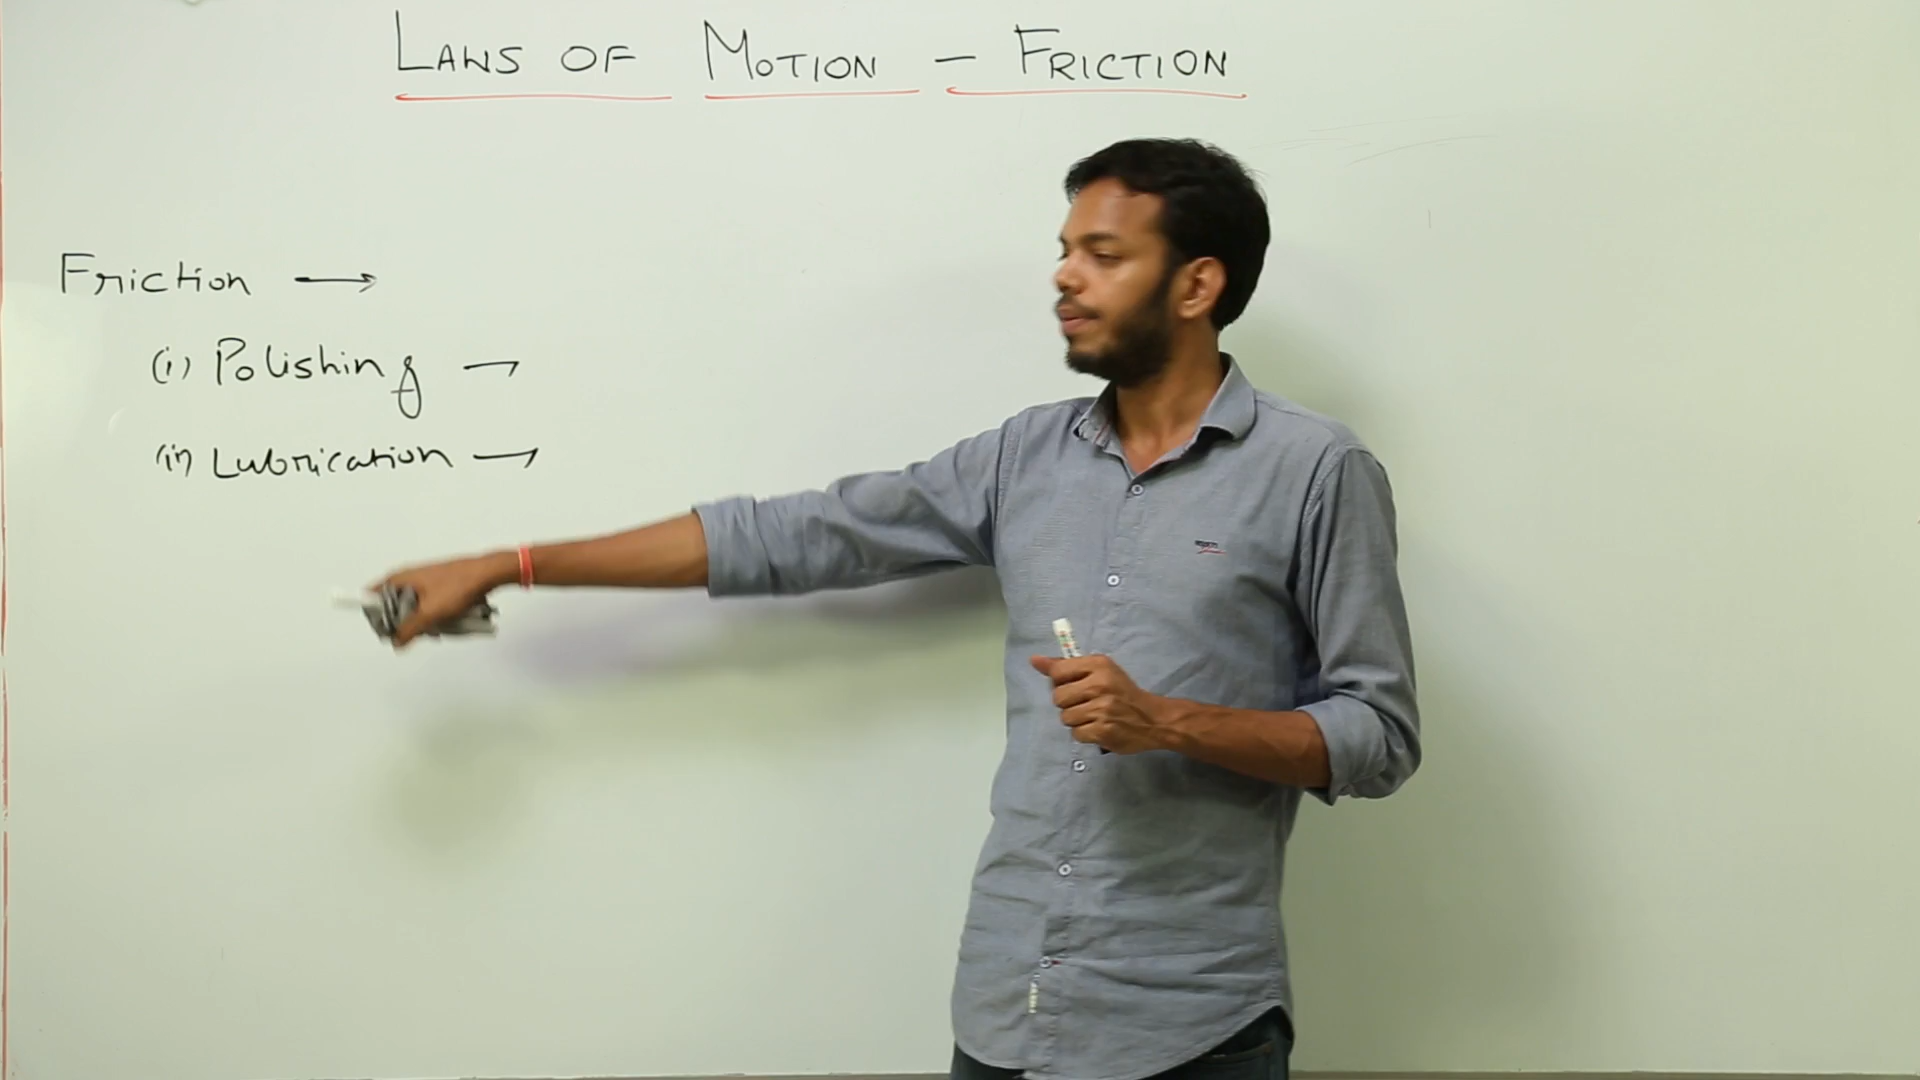 LAWS OF MOTION - FRICTION
Friction →
(i) Polishing →
(ii) Lubrication →